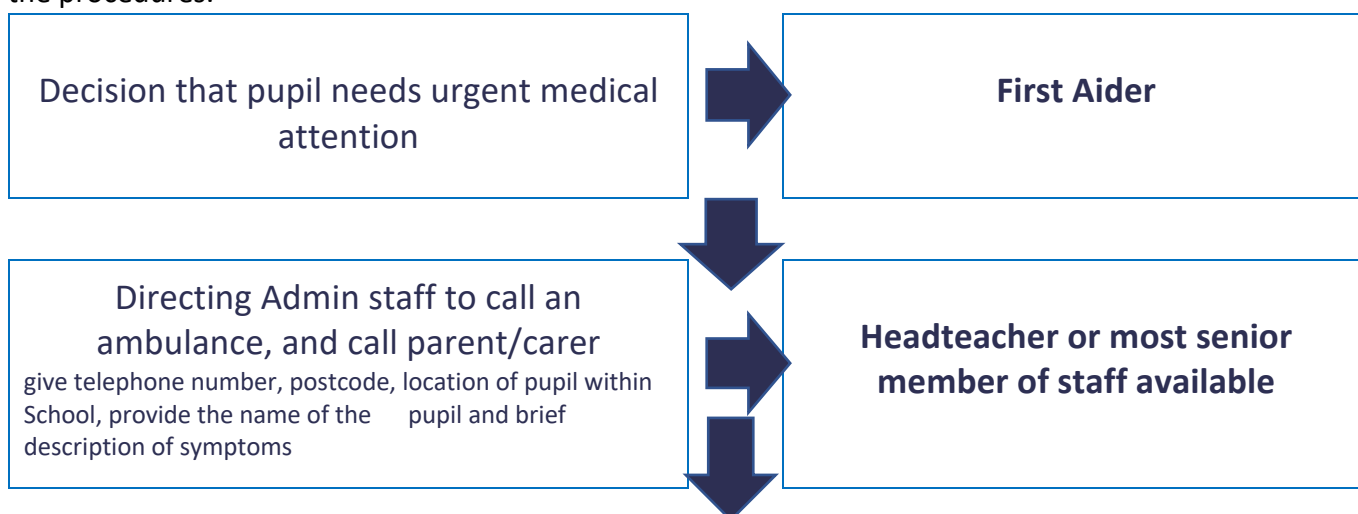 the procedures.
Decision that pupil needs urgent medical
attention
First Aider
Directing Admin staff to call an
ambulance, and call parent/carer
give telephone number, postcode, location of pupil within
School, provide the name of the pupil and brief
description of symptoms
Headteacher or most senior
member of staff available